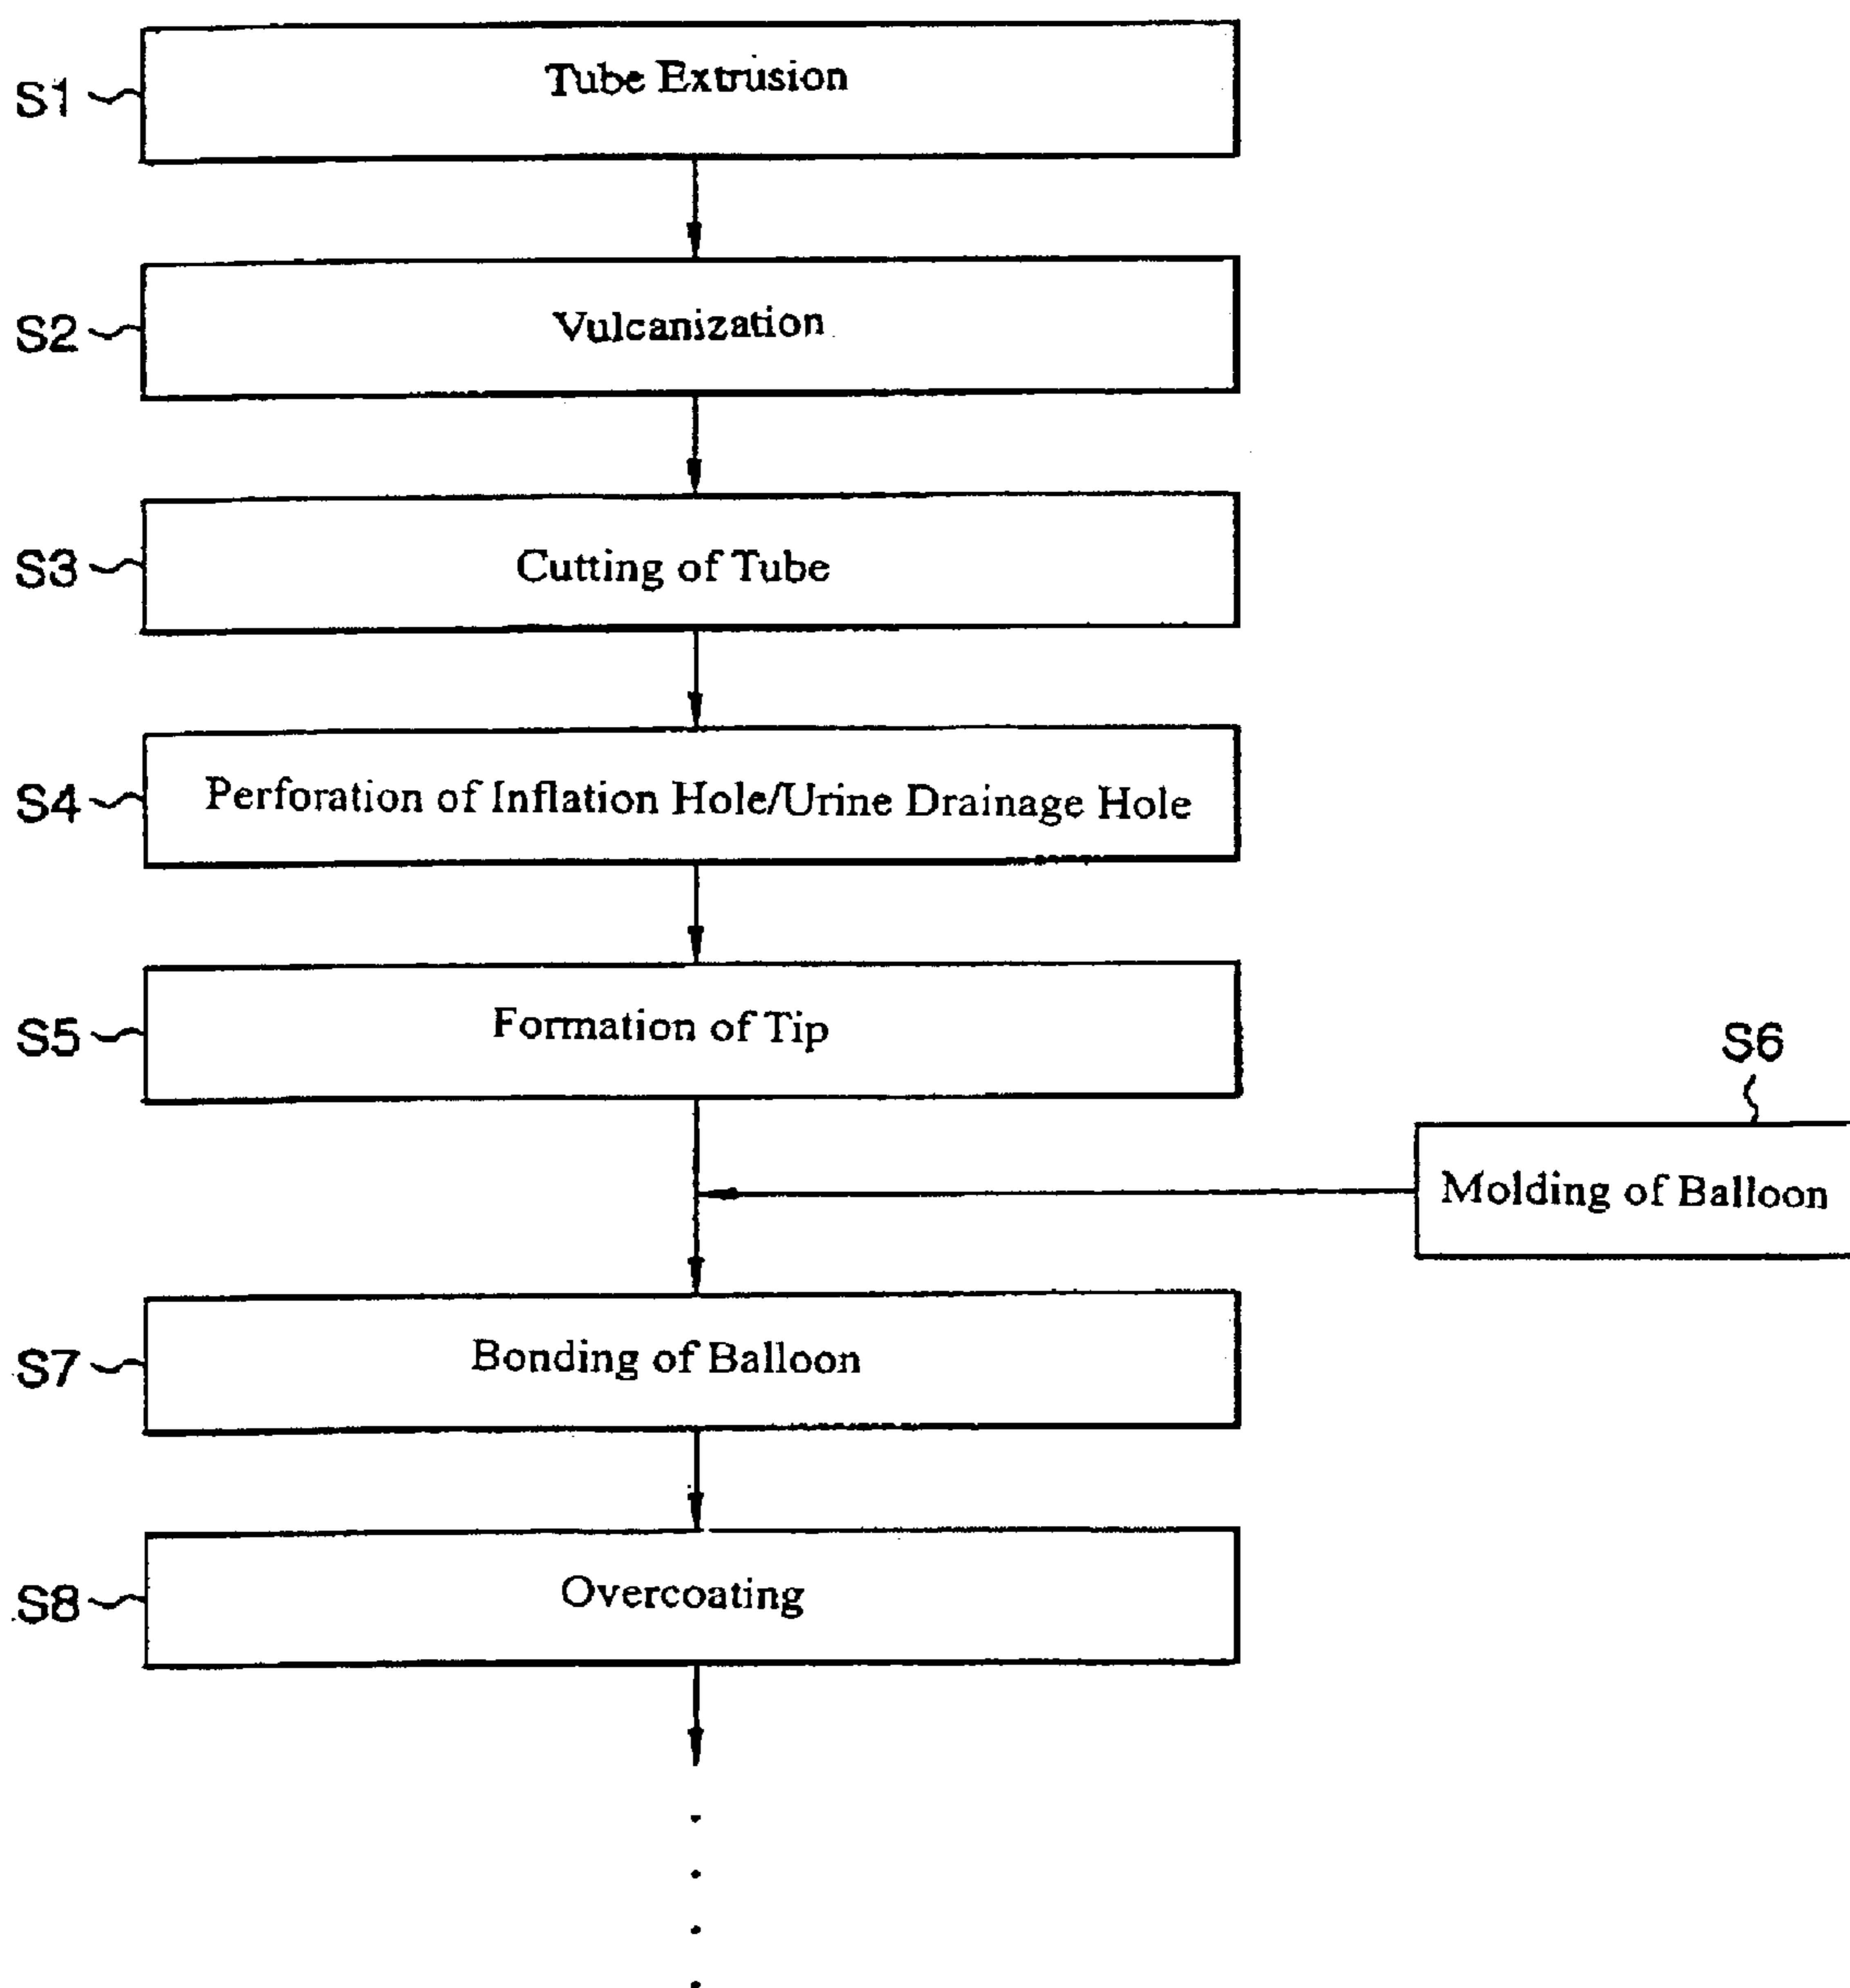 S1 Tube Extrusion
S2 Vulcanization
S3 Cutting of Tube
S4 Perforation of Inflation Hole/Urine Drainage Hole
S5 Formation of Tip
S6
Molding of Balloon
S7 Bonding of Balloon
S8 Overcoating